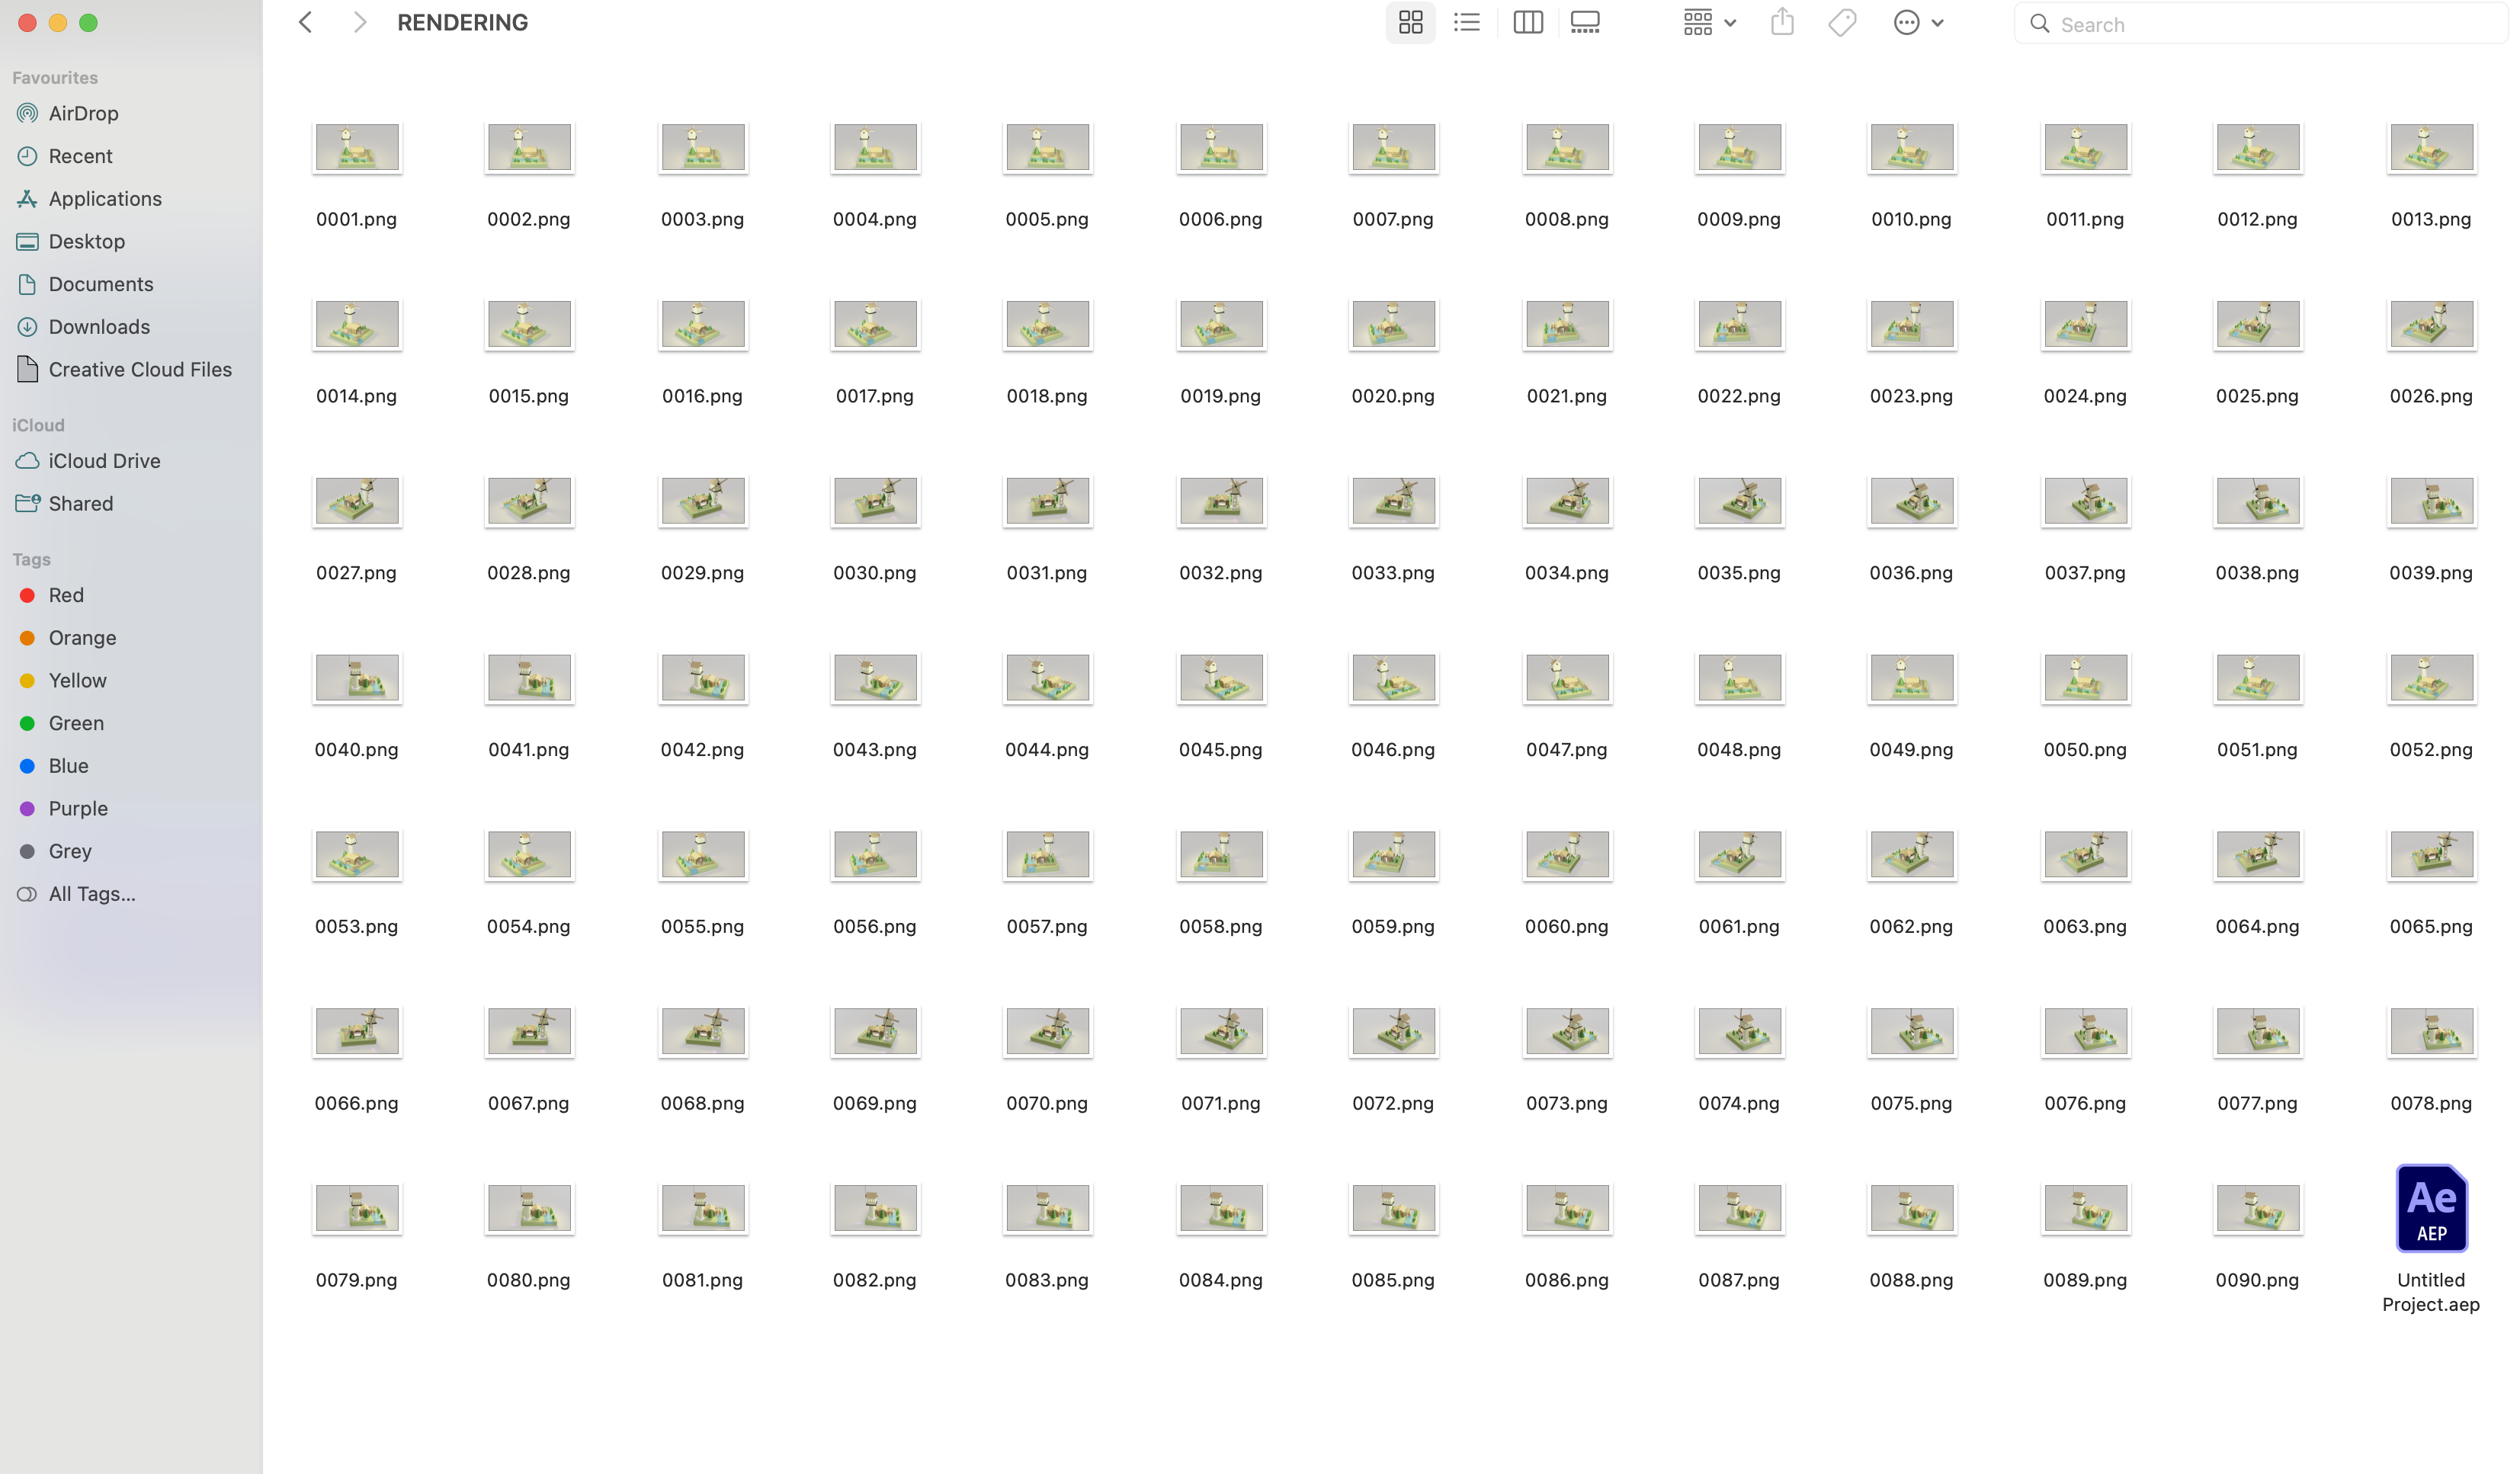 RENDERING
Search
Favourites
AirDrop
Recent
Applications
Desktop
Documents
Downloads
Creative Cloud Files
iCloud
iCloud Drive
Shared
Tags
Red
Orange
Yellow
Green
Blue
Purple
Grey
All Tags...
0001.png 0002.png 0003.png 0004.png 0005.png 0006.png 0007.png 0008.png 0009.png 0010.png 0011.png 0012.png 0013.png
0014.png 0015.png 0016.png 0017.png 0018.png 0019.png 0020.png 0021.png 0022.png 0023.png 0024.png 0025.png 0026.png
0027.png 0028.png 0029.png 0030.png 0031.png 0032.png 0033.png 0034.png 0035.png 0036.png 0037.png 0038.png 0039.png
0040.png 0041.png 0042.png 0043.png 0044.png 0045.png 0046.png 0047.png 0048.png 0049.png 0050.png 0051.png 0052.png
0053.png 0054.png 0055.png 0056.png 0057.png 0058.png 0059.png 0060.png 0061.png 0062.png 0063.png 0064.png 0065.png
0066.png 0067.png 0068.png 0069.png 0070.png 0071.png 0072.png 0073.png 0074.png 0075.png 0076.png 0077.png 0078.png
Ae
AEP
0079.png 0080.png 0081.png 0082.png 0083.png 0084.png 0085.png 0086.png 0087.png 0088.png 0089.png 0090.png Untitled
Project.aep